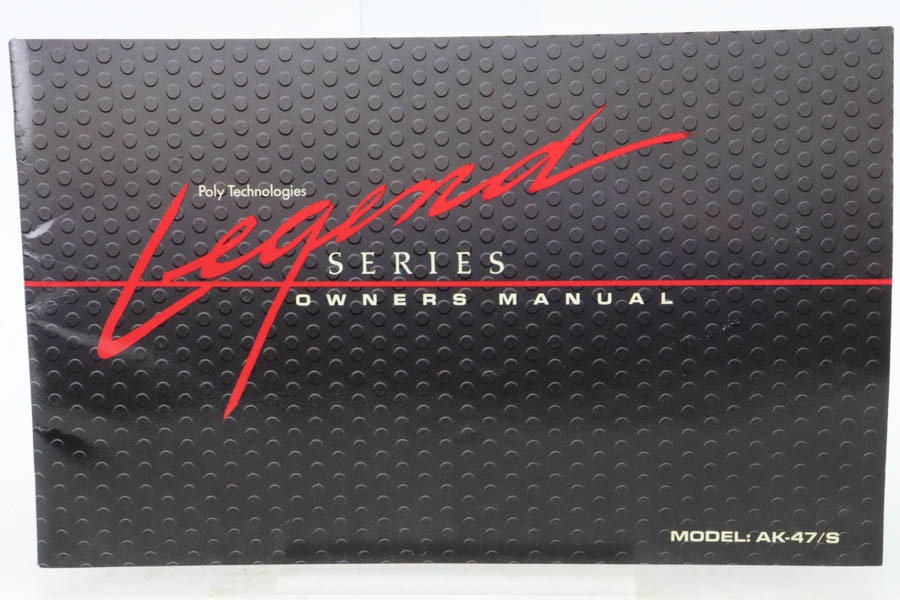 Poly Technologies
Legend
SERIES
OWNERS MANUAL
MODEL: AK-47/S